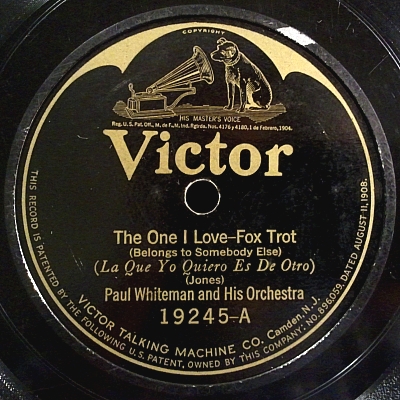 COPYRIGHT
"HIS MASTER'S VOICE
Reg. U.S. Pat. Off., M. de F., M. Ind. Rgtrda. Nos. 4176 y 4180, 1 de Febrero, 1904.
Victor
The One I Love–Fox Trot
(Belongs to Somebody Else)
(La Que Yo Quiero Es De Otro)
(Jones)
Paul Whiteman and His Orchestra
19245-A
VICTOR TALKING MACHINE CO. Camden, N.J.
THIS RECORD IS PATENTED BY THE FOLLOWING U.S. PATENT, OWNED BY THIS COMPANY: NO. 896059, DATED AUGUST 11, 1908.